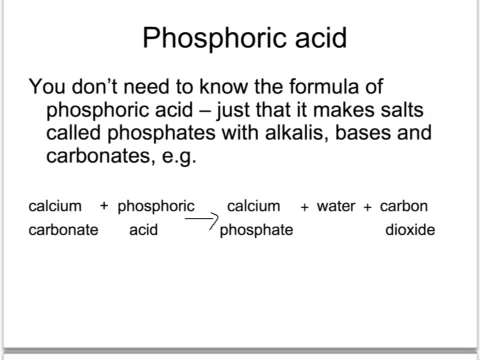 Phosphoric acid
You don't need to know the formula of
phosphoric acid – just that it makes salts
called phosphates with alkalis, bases and
carbonates, e.g.
calcium + phosphoric calcium + water + carbon
carbonate acid phosphate dioxide